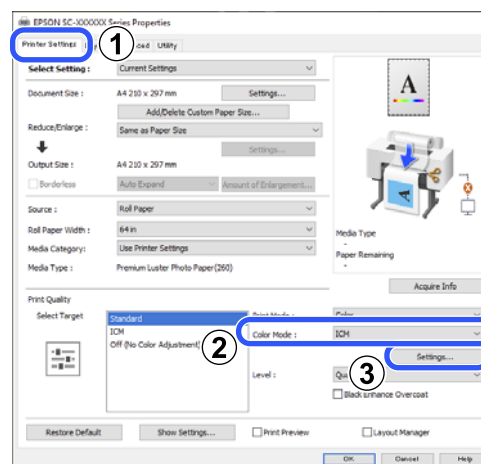 EPSON SC-XXXXXX Series Properties
Printer Settings Utility
1
Select Setting : Current Settings
Document Size : A4 210 x 297 mm Settings...
Add/Delete Custom Paper Size...
Reduce/Enlarge : Same as Paper Size
Settings...
Output Size : A4 210 x 297 mm
Borderless Auto Expand Amount of Enlargement...
A
A
Source : Roll Paper
Roll Paper Width : 64 in
Media Category: Use Printer Settings
Media Type : Premium Luster Photo Paper(260)
Media Type
-
Paper Remaining
-
Acquire Info
Print Quality
Select Target
Standard
ICM
Off (No Color Adjustment)
Print Mode : Color
2
Color Mode : ICM
Settings...
3
Level :
Black Enhance Overcoat
Restore Default Show Settings... Print Preview Layout Manager
OK Cancel Help